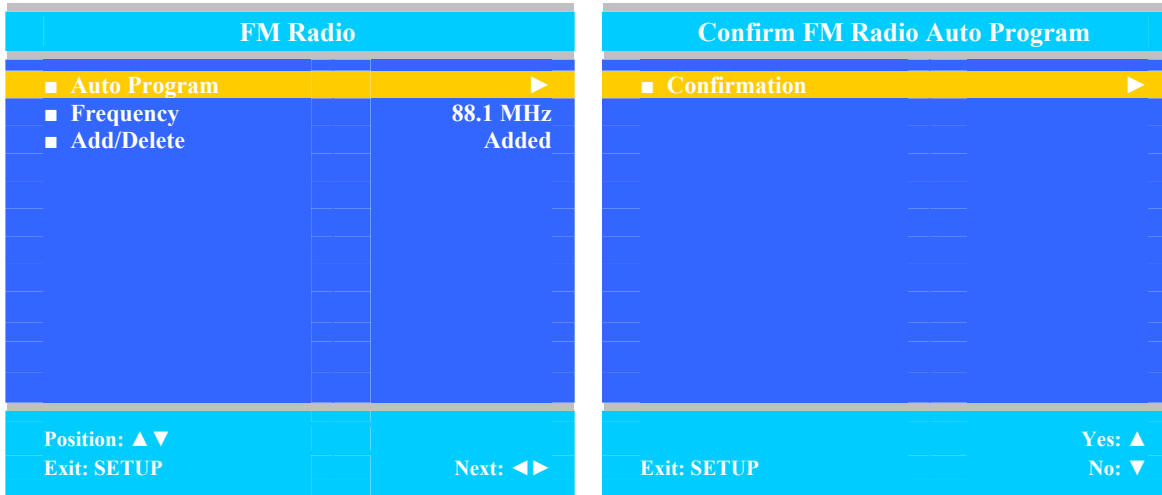 FM Radio
■ Auto Program ►
■ Frequency 88.1 MHz
■ Add/Delete Added
Position: ▲▼
Exit: SETUP Next: ◄►
Confirm FM Radio Auto Program
■ Confirmation ►
Yes: ▲
Exit: SETUP No: ▼